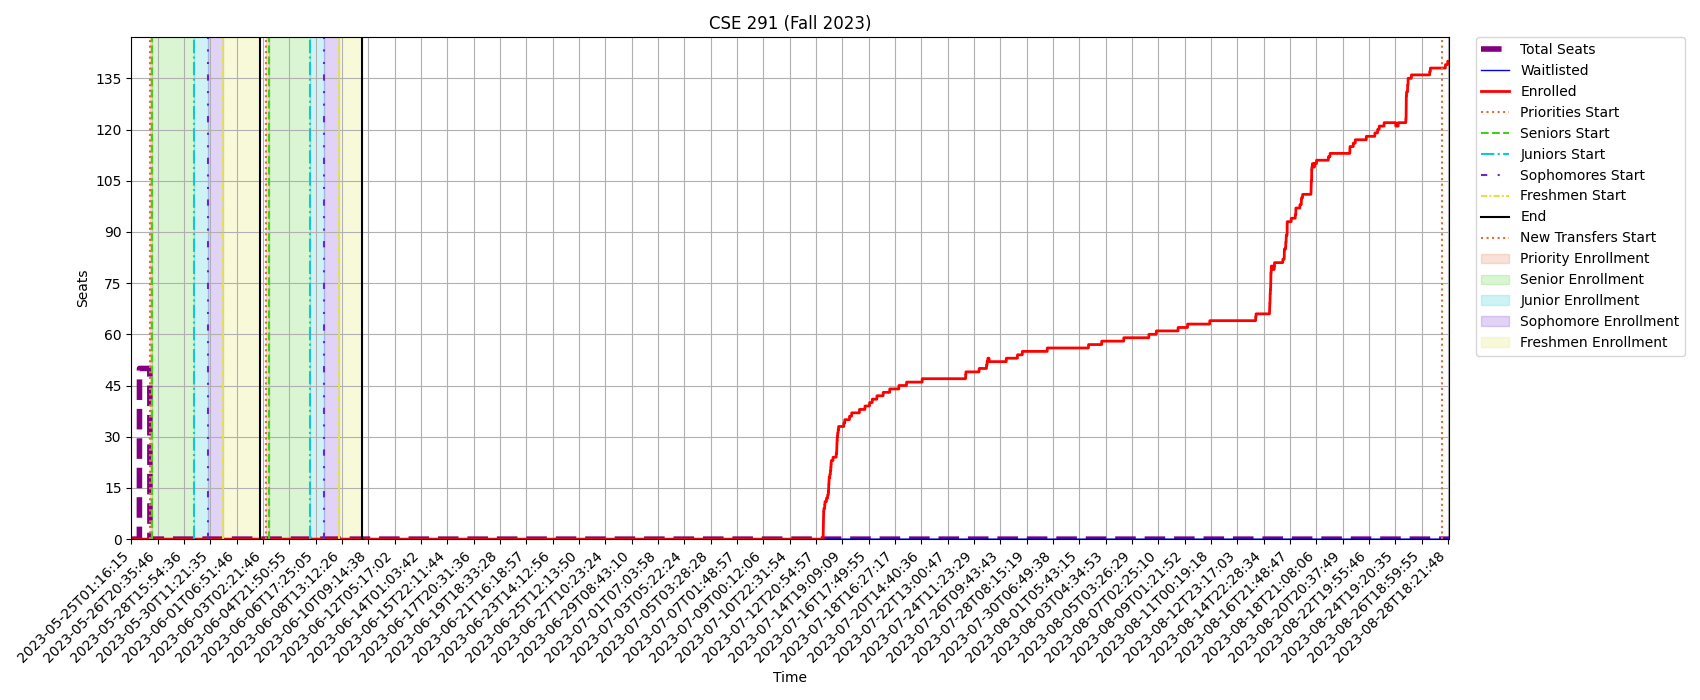 CSE 291 (Fall 2023)
Seats
135
120
105
90
75
60
45
30
15
0
2023-05-25T01:16:15
2023-05-26T20:35:46
2023-05-28T15:54:36
2023-05-30T11:21:35
2023-06-01T06:51:46
2023-06-03T02:21:46
2023-06-04T21:50:55
2023-06-06T17:25:05
2023-06-08T13:12:26
2023-06-10T09:14:38
2023-06-12T05:17:02
2023-06-14T01:03:42
2023-06-15T22:11:44
2023-06-17T20:31:36
2023-06-19T18:33:28
2023-06-21T16:18:57
2023-06-23T14:12:56
2023-06-25T12:13:50
2023-06-27T10:23:24
2023-06-29T08:43:10
2023-07-01T07:03:58
2023-07-03T05:22:24
2023-07-05T03:28:28
2023-07-07T01:48:57
2023-07-09T00:12:06
2023-07-10T22:31:54
2023-07-12T20:54:57
2023-07-14T19:09:09
2023-07-16T17:49:55
2023-07-18T16:27:17
2023-07-20T14:40:36
2023-07-22T13:00:47
2023-07-24T11:23:29
2023-07-26T09:43:43
2023-07-28T08:15:19
2023-07-30T06:49:38
2023-08-01T05:43:15
2023-08-03T04:34:53
2023-08-05T03:26:29
2023-08-07T02:25:10
2023-08-09T01:21:52
2023-08-11T00:19:18
2023-08-12T23:17:03
2023-08-14T22:28:34
2023-08-16T21:48:47
2023-08-18T21:08:06
2023-08-20T20:37:49
2023-08-22T19:55:46
2023-08-24T19:20:35
2023-08-26T18:59:55
2023-08-28T18:21:48
Time
Total Seats
Waitlisted
Enrolled
Priorities Start
Seniors Start
Juniors Start
Sophomores Start
Freshmen Start
End
New Transfers Start
Priority Enrollment
Senior Enrollment
Junior Enrollment
Sophomore Enrollment
Freshmen Enrollment